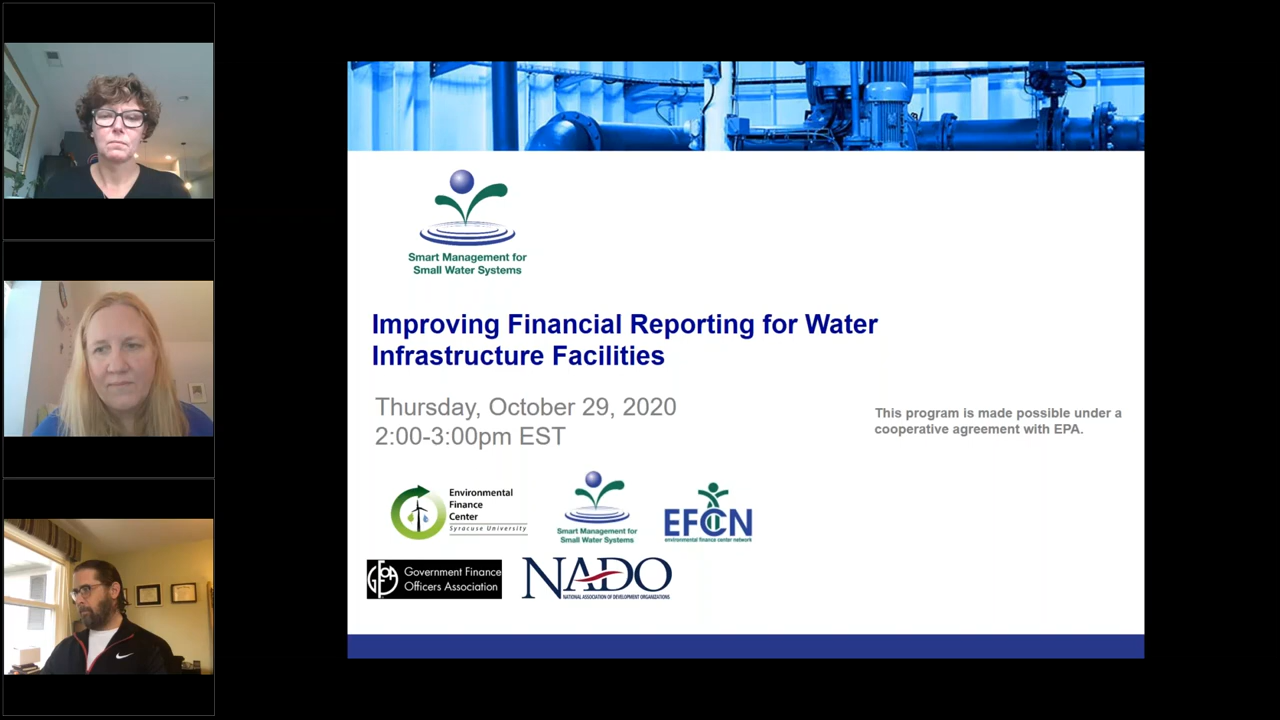 Smart Management for
Small Water Systems
Improving Financial Reporting for Water
Infrastructure Facilities
Thursday, October 29, 2020
2:00-3:00pm EST
This program is made possible under a
cooperative agreement with EPA.
Environmental
Finance
Center
Syracuse University
Smart Management for
Small Water Systems
EFCN
environmental finance center network
GFOA
Government Finance
Officers Association
NADO
NATIONAL ASSOCIATION OF DEVELOPMENT ORGANIZATIONS